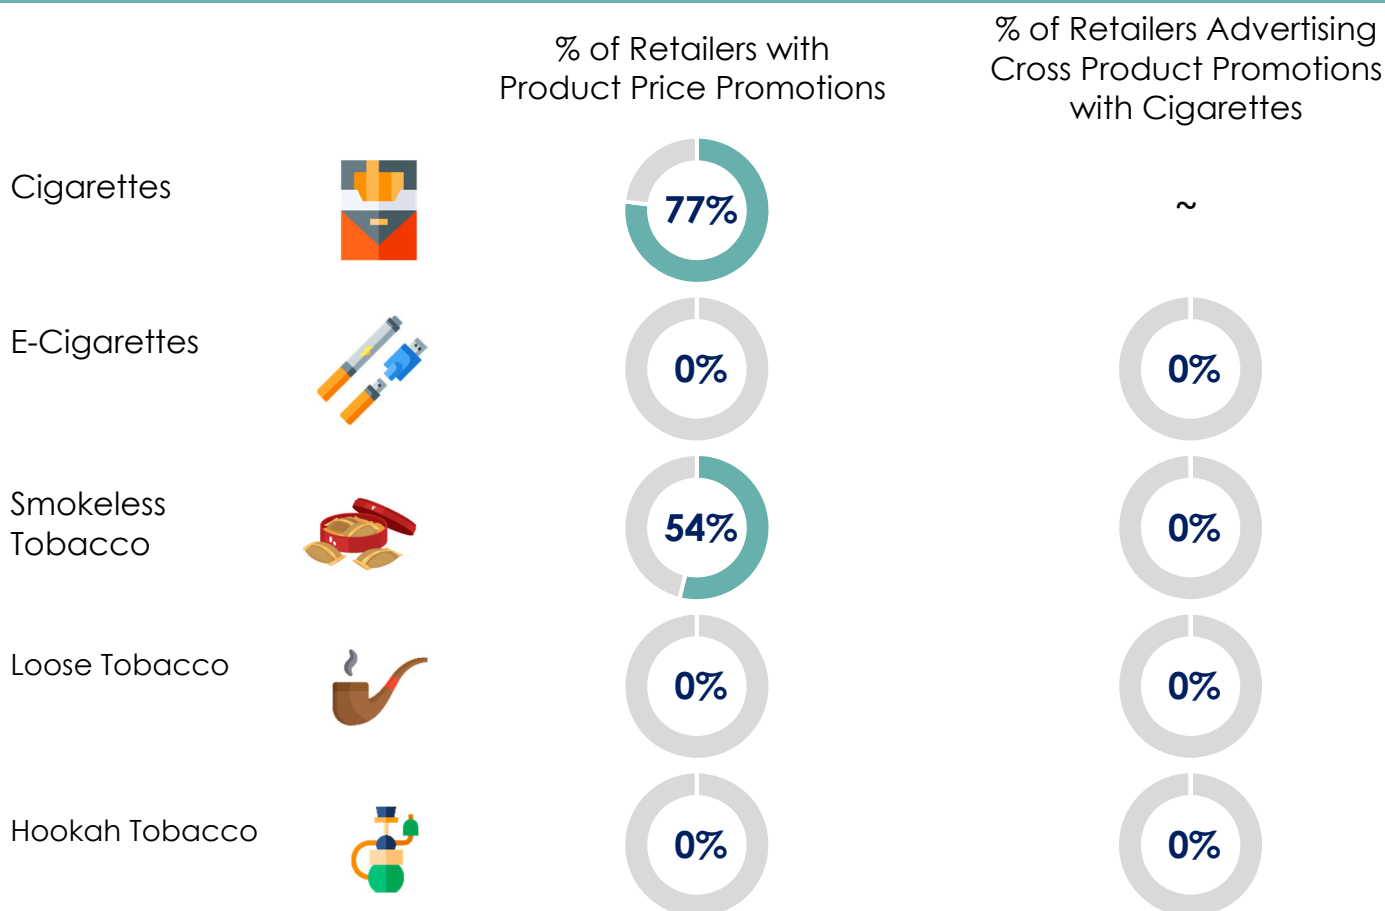 % of Retailers with
Product Price Promotions
% of Retailers Advertising
Cross Product Promotions
with Cigarettes
Cigarettes
77%
~
E-Cigarettes
0%
0%
Smokeless
Tobacco
54%
0%
Loose Tobacco
0%
0%
Hookah Tobacco
0%
0%